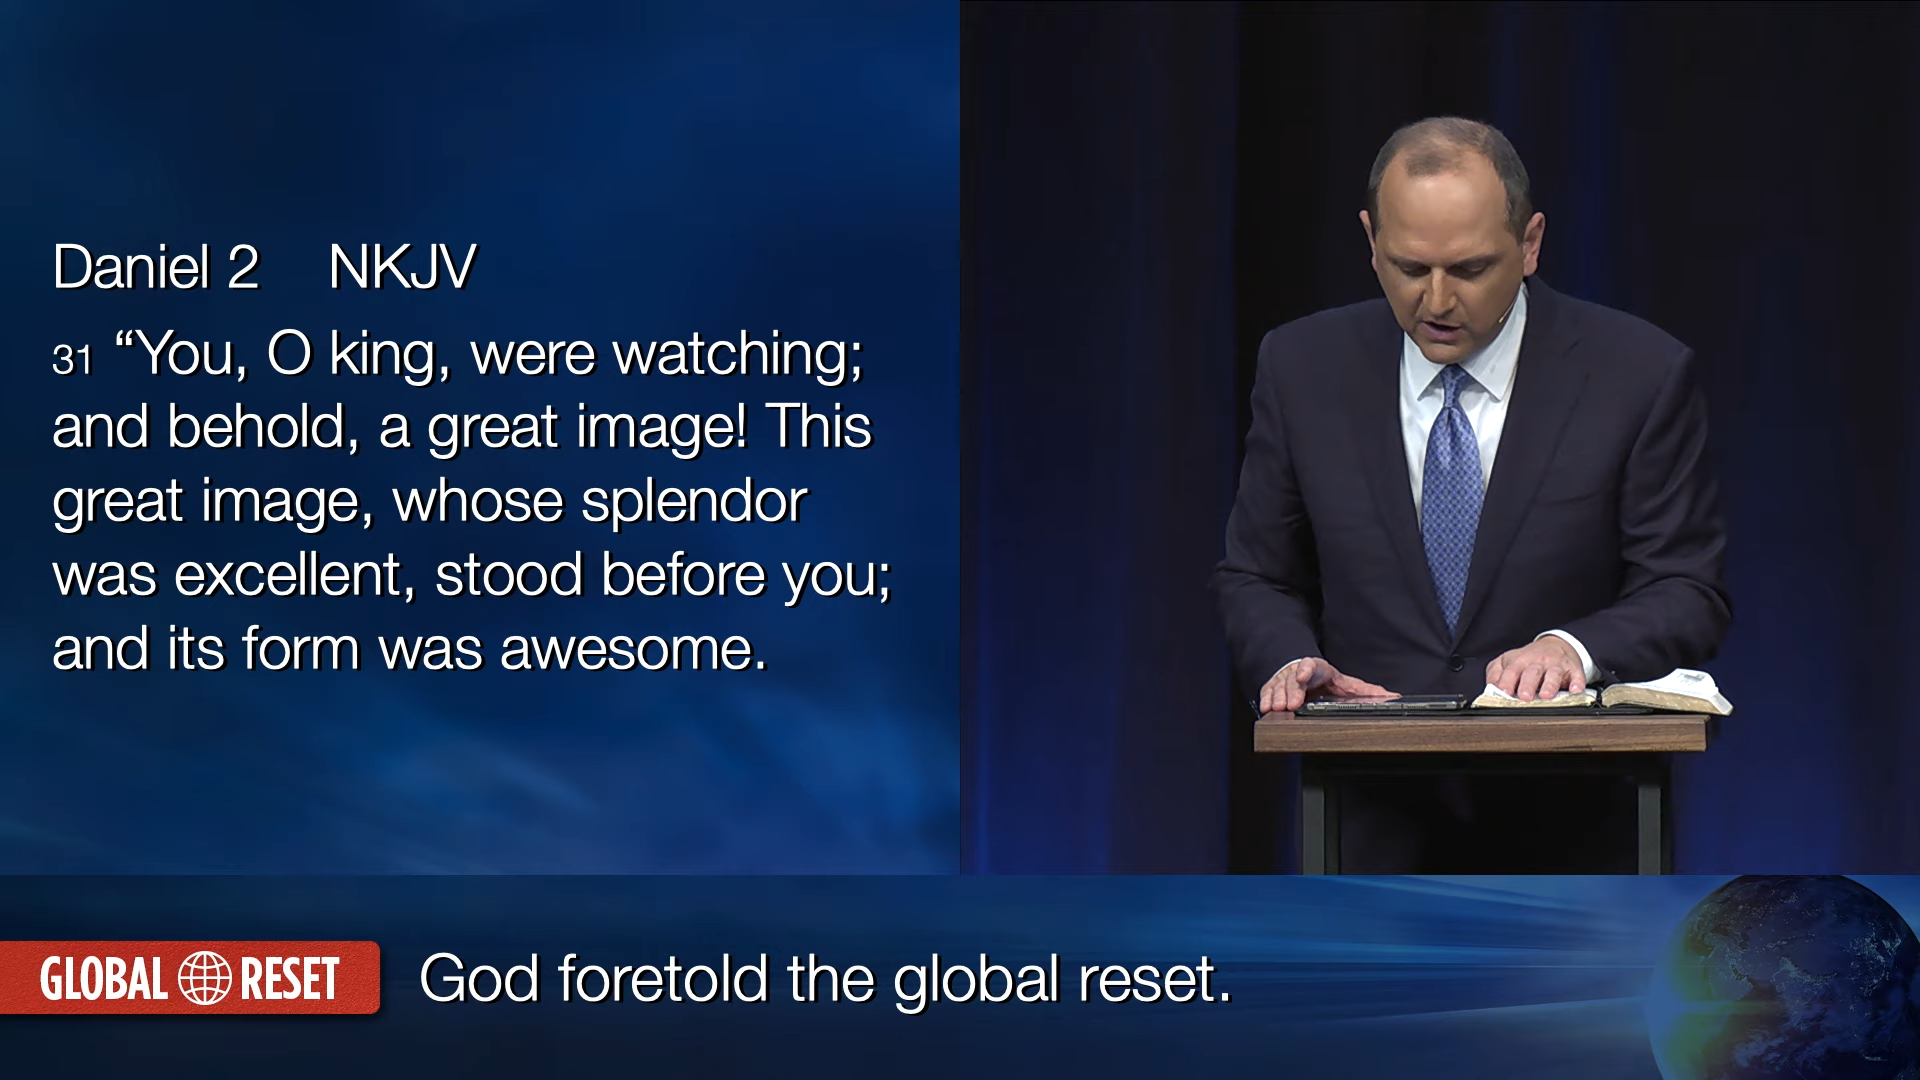 Daniel 2 NKJV
31 “You, O king, were watching;
and behold, a great image! This
great image, whose splendor
was excellent, stood before you;
and its form was awesome.
GLOBAL RESET
God foretold the global reset.